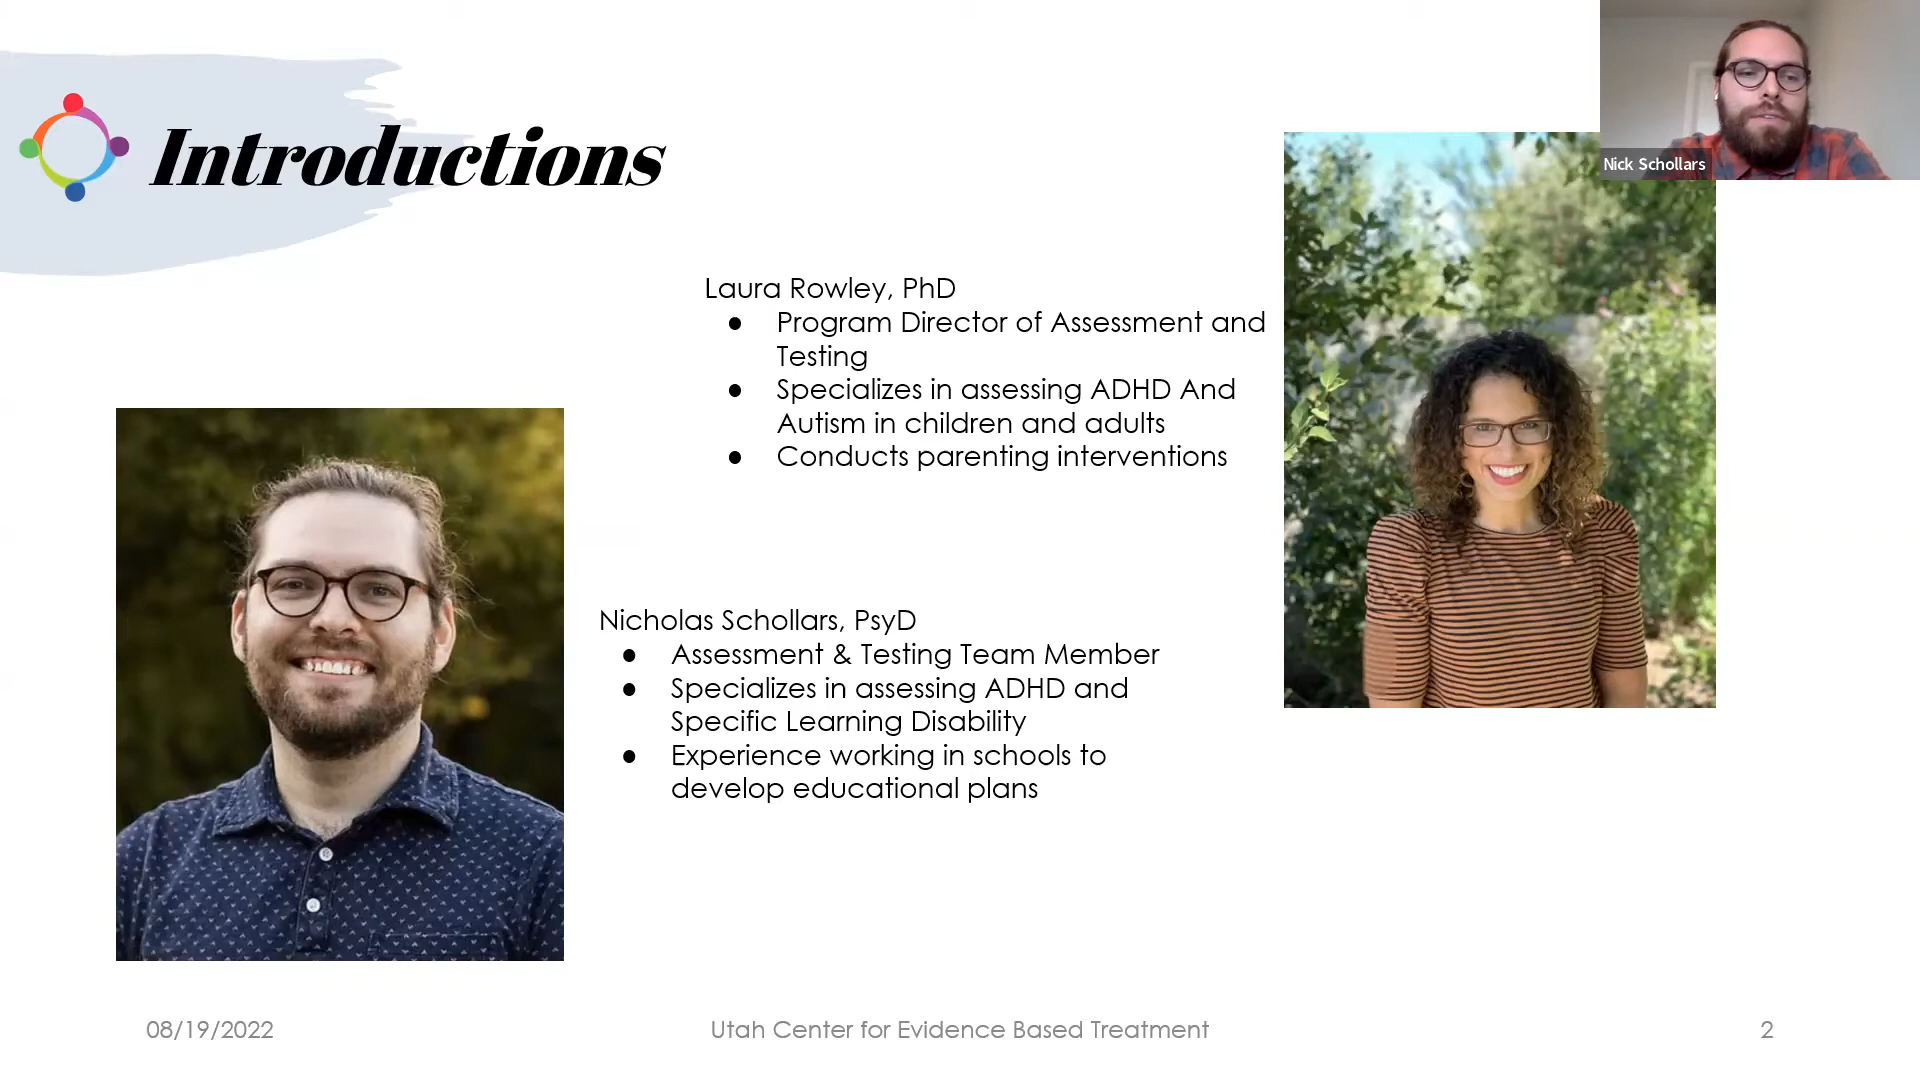 Introductions
Nick Schollars
Laura Rowley, PhD
● Program Director of Assessment and
Testing
● Specializes in assessing ADHD And
Autism in children and adults
● Conducts parenting interventions
Nicholas Schollars, PsyD
● Assessment & Testing Team Member
● Specializes in assessing ADHD and
Specific Learning Disability
● Experience working in schools to
develop educational plans
08/19/2022
Utah Center for Evidence Based Treatment
2